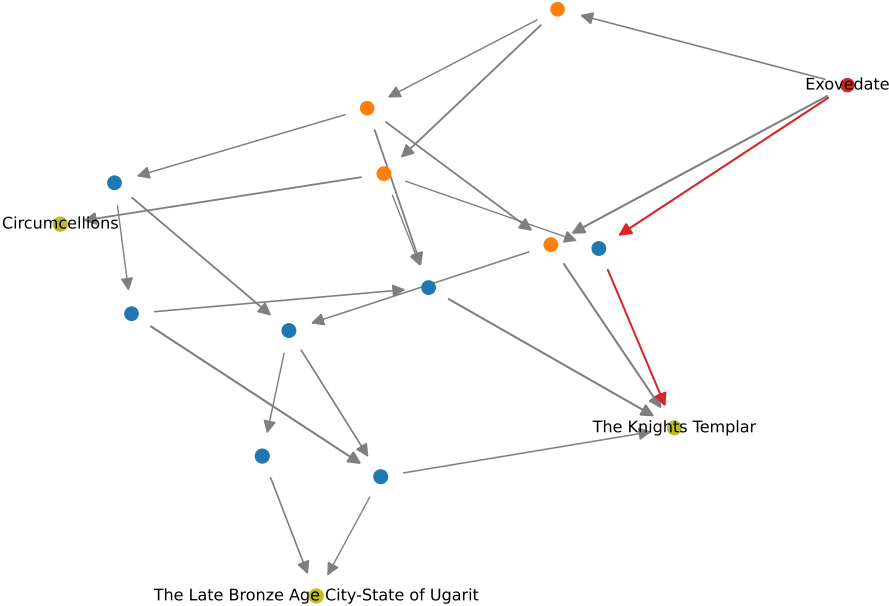 Exovedate
Circumcellions
The Knights Templar
The Late Bronze Age City-State of Ugarit